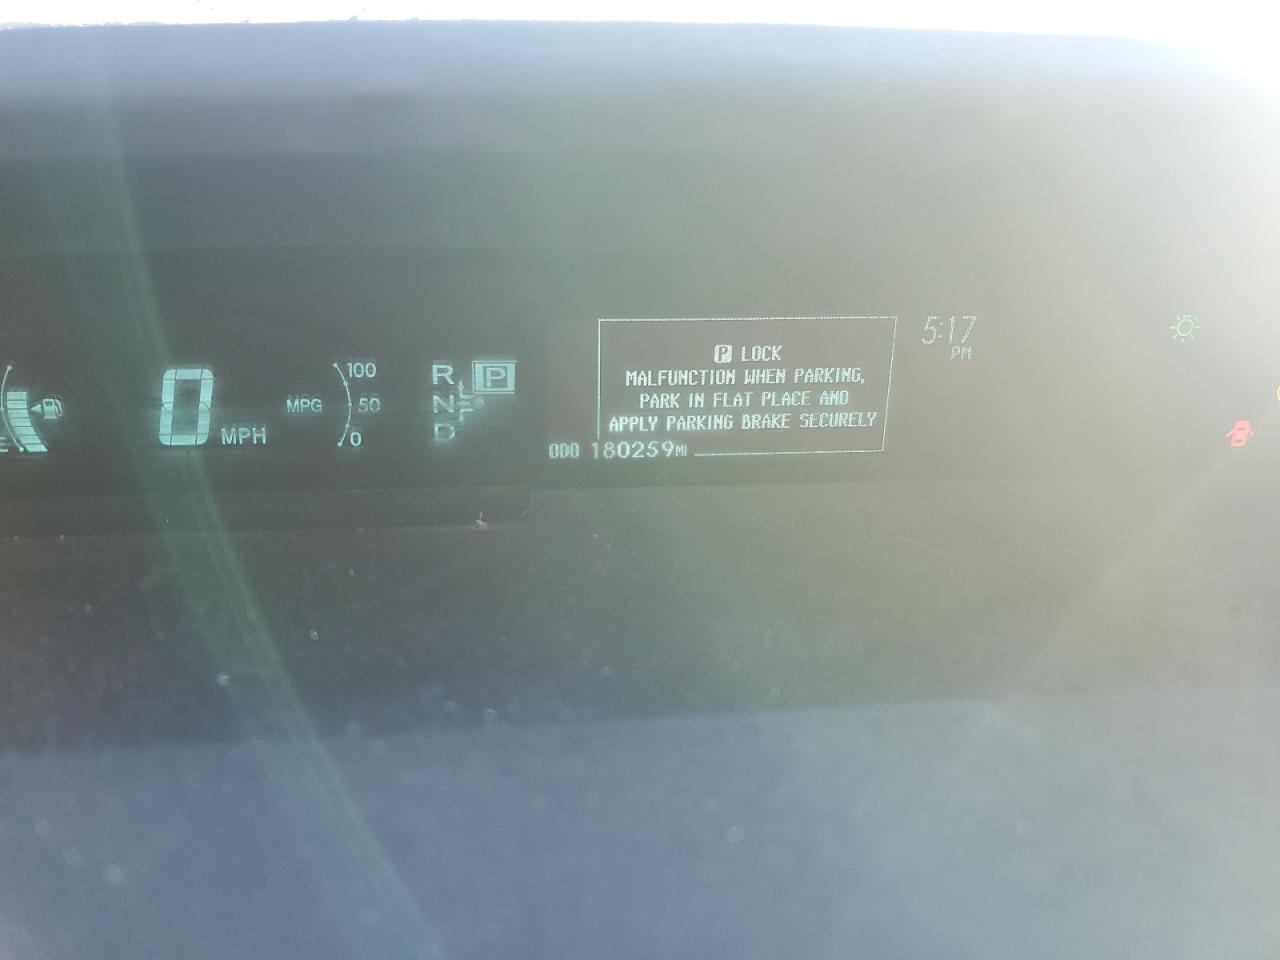 E
0 MPH
MPG
100
50
0
R
N
D
P
P LOCK
MALFUNCTION WHEN PARKING,
PARK IN FLAT PLACE AND
APPLY PARKING BRAKE SECURELY
ODO 180259MI
5:17
PM